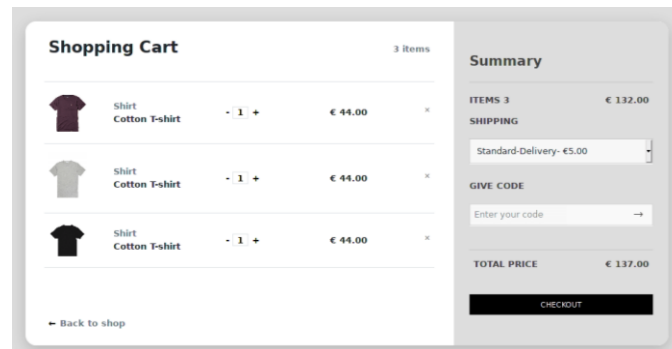 Shopping Cart
3 items
Shirt
Cotton T-shirt
- 1 +
€ 44.00
×
Shirt
Cotton T-shirt
- 1 +
€ 44.00
×
Shirt
Cotton T-shirt
- 1 +
€ 44.00
×
← Back to shop
Summary
ITEMS 3 € 132.00
SHIPPING
Standard-Delivery- €5.00
GIVE CODE
Enter your code →
TOTAL PRICE € 137.00
CHECKOUT